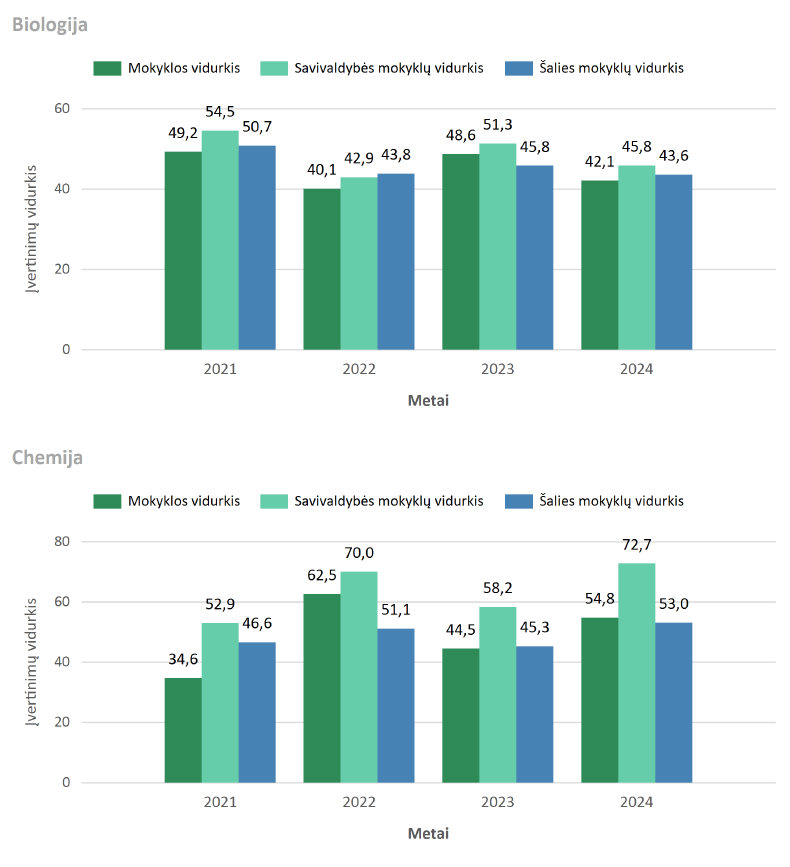 Biologija
Mokyklos vidurkis Savivaldybės mokyklų vidurkis Šalies mokyklų vidurkis
Įvertinimų vidurkis
60
40
20
0
49,2 54,5 50,7
40,1 42,9 43,8
48,6 51,3 45,8
42,1 45,8 43,6
2021 2022 2023 2024
Metai
Chemija
Mokyklos vidurkis Savivaldybės mokyklų vidurkis Šalies mokyklų vidurkis
Įvertinimų vidurkis
80
60
40
20
0
34,6 52,9 46,6
62,5 70,0 51,1
44,5 58,2 45,3
54,8 72,7 53,0
2021 2022 2023 2024
Metai